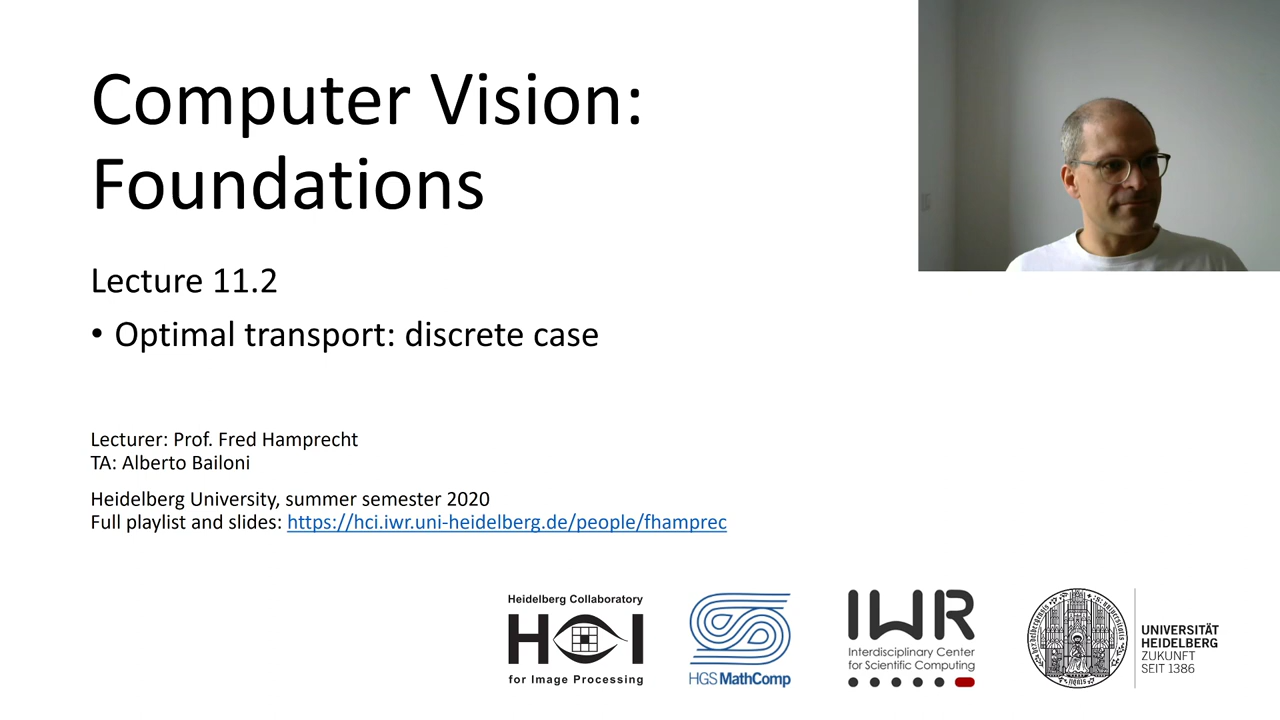 Computer Vision:
Foundations
Lecture 11.2
• Optimal transport: discrete case
Lecturer: Prof. Fred Hamprecht
TA: Alberto Bailoni
Heidelberg University, summer semester 2020
Full playlist and slides: https://hci.iwr.uni-heidelberg.de/people/fhamprec
Heidelberg Collaboratory
HCI
for Image Processing
HGS MathComp
IWR
Interdisciplinary Center
for Scientific Computing
UNIVERSITÄT
HEIDELBERG
ZUKUNFT
SEIT 1386